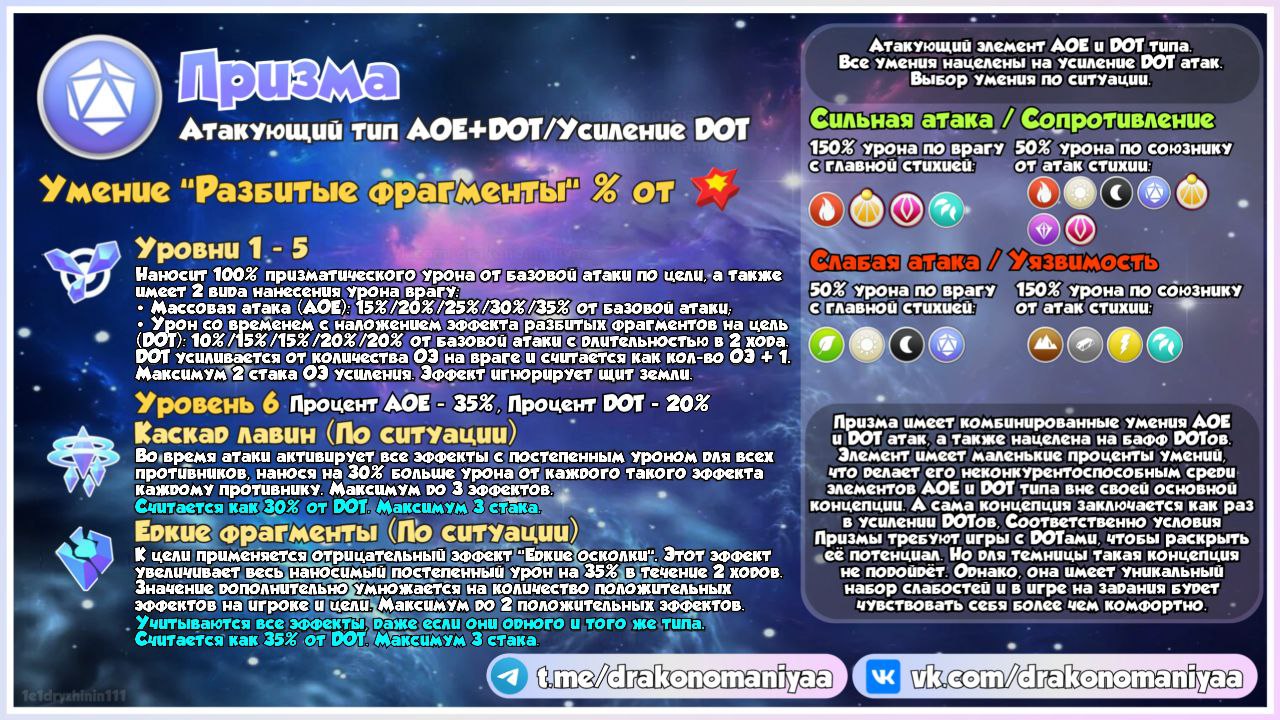 Призма
Атакующий тип AOE+DOT/Усиление DOT
Умение "Разбитые фрагменты" % от
Уровни 1 - 5
Наносит 100% призматического урона от базовой атаки по цели, а также
имеет 2 вида нанесения урона врагу:
• Массовая атака (AOE): 15%/20%/25%/30%/35% от базовой атаки;
• Урон со временем с наложением эффекта разбитых фрагментов на цель
(DOT): 10%/15%/15%/20%/20% от базовой атаки с длительностью в 2 хода.
DOT усиливается от количества ОЭ на враге и считается как кол-во ОЭ + 1.
Максимум 2 стака ОЭ усиления. Эффект игнорирует щит земли.
Уровень 6 Процент AOE - 35%, Процент DOT - 20%
Каскад лавин (По ситуации)
Во время атаки активирует все эффекты с постепенным уроном для всех
противников, нанося на 30% больше урона от каждого такого эффекта
каждому противнику. Максимум до 3 эффектов.
Считается как 30% от DOT. Максимум 3 стака.
Едкие фрагменты (По ситуации)
К цели применяется отрицательный эффект "Едкие осколки". Этот эффект
увеличивает весь наносимый постепенный урон на 35% в течение 2 ходов.
Значение дополнительно умножается на количество положительных
эффектов на игроке и цели. Максимум до 2 положительных эффектов.
Учитываются все эффекты, даже если они одного и того же типа.
Считается как 35% от DOT. Максимум 3 стака.
Атакующий элемент AOE и DOT типа.
Все умения нацелены на усиление DOT атак.
Выбор умения по ситуации.
Сильная атака / Сопротивление
150% урона по врагу
с главной стихией:
50% урона по союзнику
от атак стихии:
Слабая атака / Уязвимость
50% урона по врагу
с главной стихией:
150% урона по союзнику
от атак стихии:
Призма имеет комбинированные умения AOE
и DOT атак, а также нацелена на бафф DOTов.
Элемент имеет маленькие проценты умений,
что делает его неконкурентоспособным среди
элементов AOE и DOT типа вне своей основной
концепции. А сама концепция заключается как раз
в усилении DOTов, Соответственно условия
Призмы требуют игры с DOTами, чтобы раскрыть
её потенциал. Но для темницы такая концепция
не подойдёт. Однако, она имеет уникальный
набор слабостей и в игре на задания будет
чувствовать себя более чем комфортно.
t.me/drakonomaniyaa
vk.com/drakonomaniyaa
1e1dryzhinin111